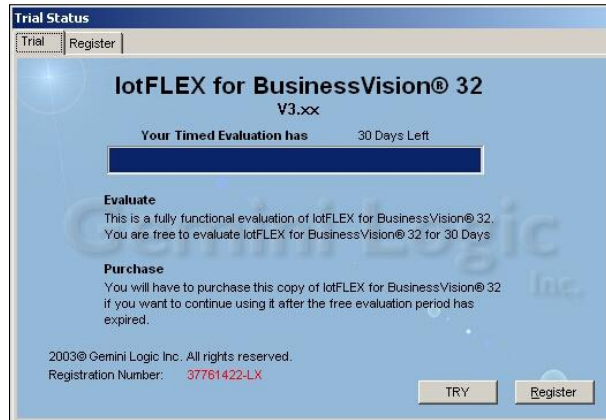 Trial Status
Trial
Register
lotFLEX for BusinessVision® 32
V3.xx
Your Timed Evaluation has 30 Days Left
Evaluate
This is a fully functional evaluation of lotFLEX for BusinessVision® 32.
You are free to evaluate lotFLEX for BusinessVision® 32 for 30 Days
Gemini Logic
Inc.
Purchase
You will have to purchase this copy of lotFLEX for BusinessVision® 32
if you want to continue using it after the free evaluation period has
expired.
2003© Gemini Logic Inc. All rights reserved.
Registration Number: 37761422-LX
TRY
Register